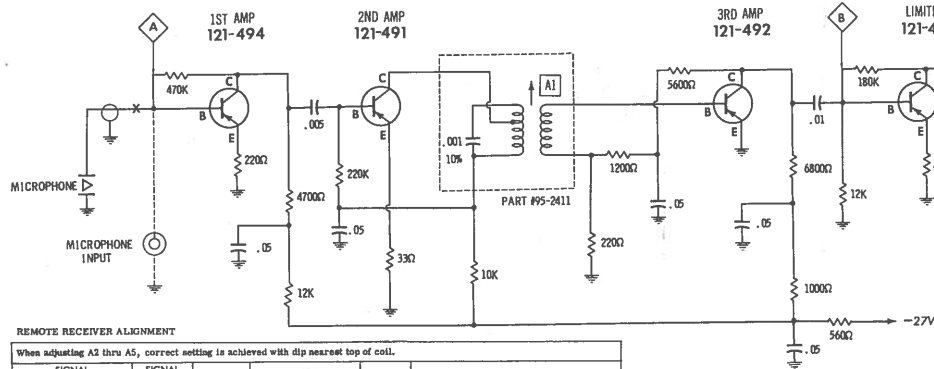 A
1ST AMP
121-494
2ND AMP
121-491
3RD AMP
121-492
B
470K
C
B
E
X
220Ω
.005
C
B
E
A1
.001
10%
5600Ω
C
B
E
.01
180K
C
B
E
MICROPHONE
4700Ω
220K
1200Ω
6800Ω
12K
PART #95-2411
MICROPHONE
INPUT
.05
.05
33Ω
10K
220Ω
.05
.05
12K
1000Ω
560Ω
-27V
.05
REMOTE RECEIVER ALIGNMENT
When adjusting A2 thru A5, correct setting is achieved with dip nearest top of coil.
SIGNAL SIGNAL